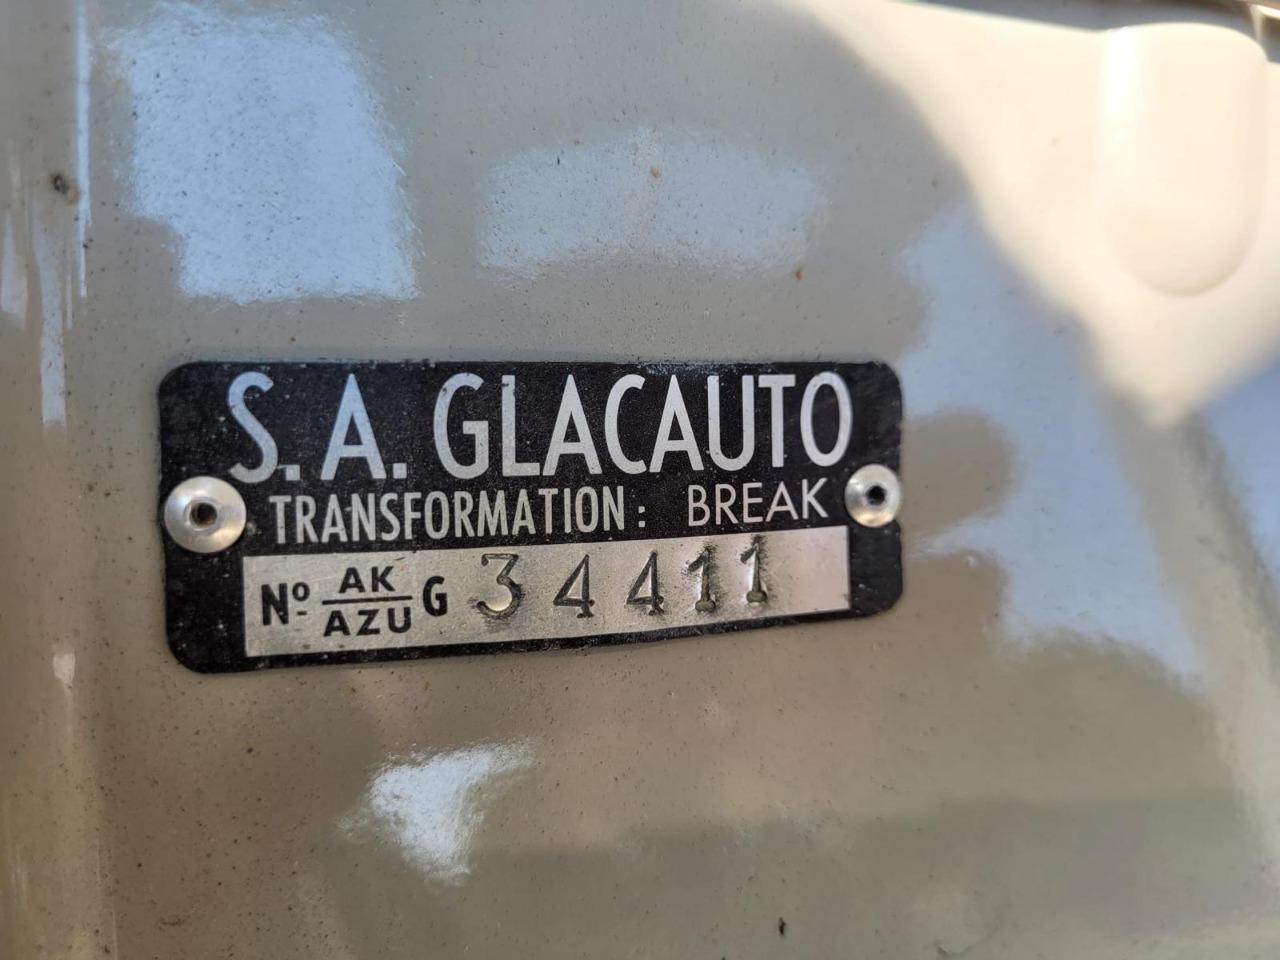 S. A. GLACAUTO
TRANSFORMATION: BREAK
Nº AK/AZU G 34411